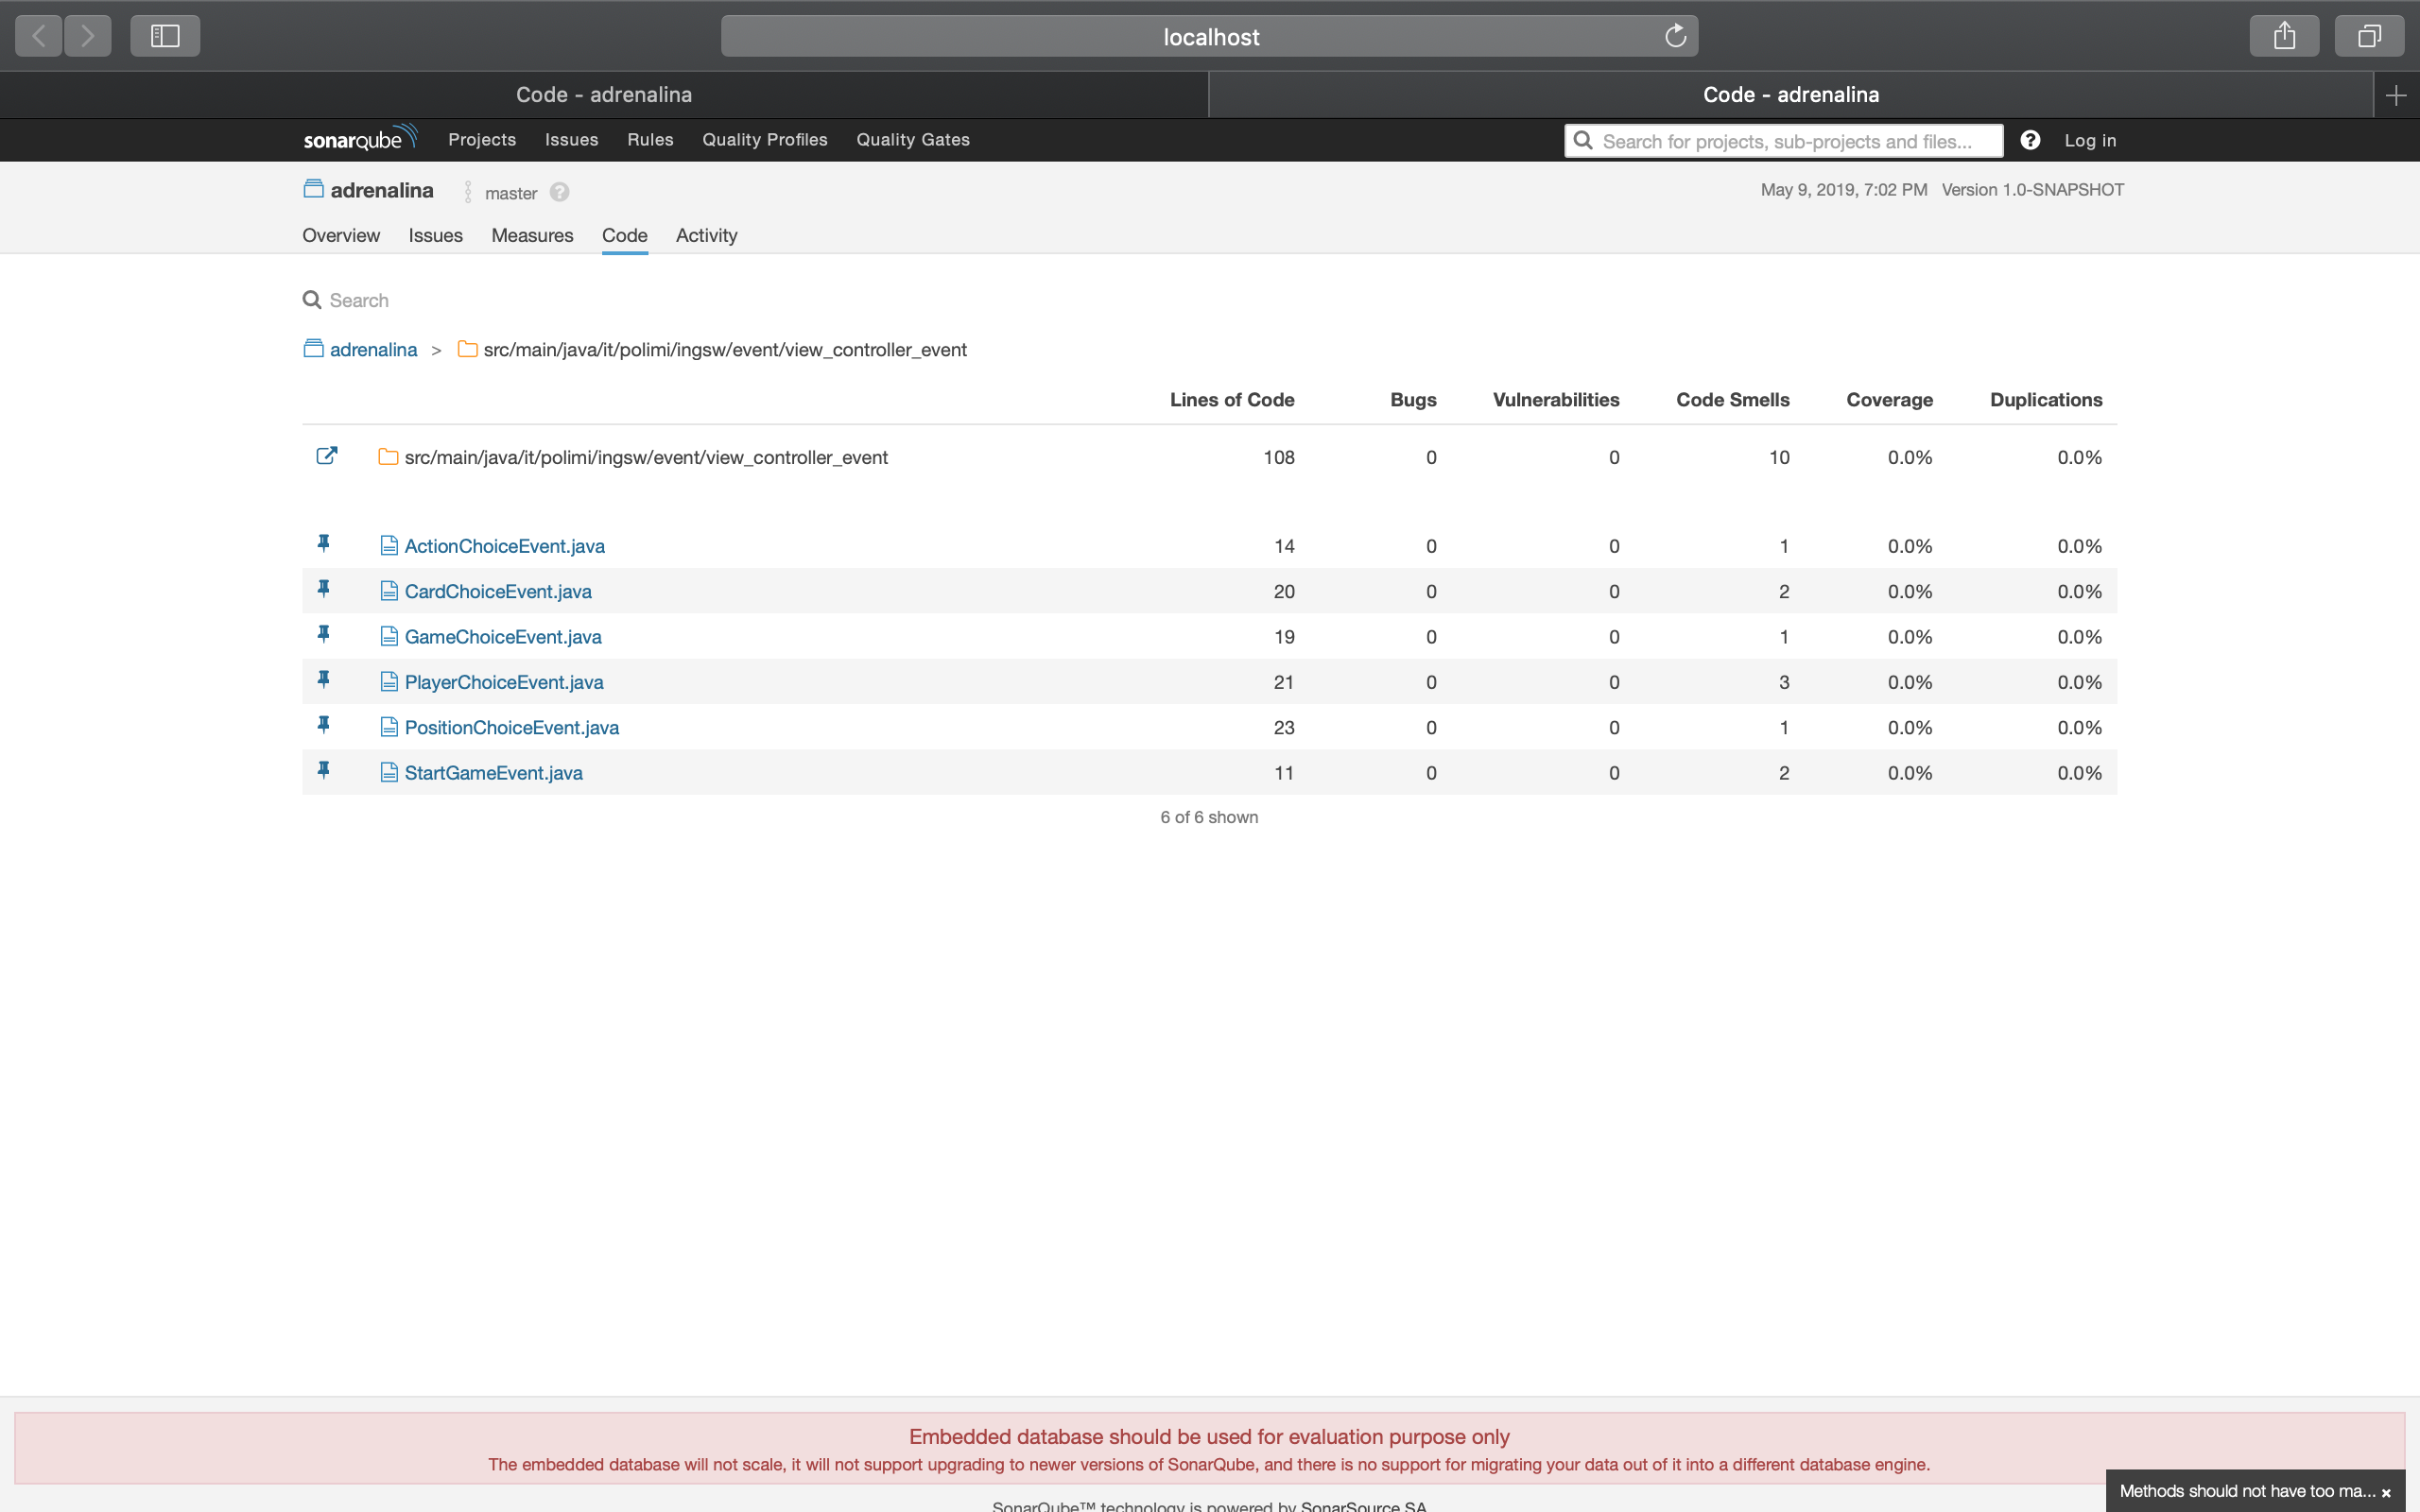 localhost
Code - adrenalina
Code - adrenalina
sonarqube Projects Issues Rules Quality Profiles Quality Gates Search for projects, sub-projects and files... Log in
adrenalina master May 9, 2019, 7:02 PM Version 1.0-SNAPSHOT
Overview Issues Measures Code Activity
Search
adrenalina > src/main/java/it/polimi/ingsw/event/view_controller_event
Lines of Code Bugs Vulnerabilities Code Smells Coverage Duplications
src/main/java/it/polimi/ingsw/event/view_controller_event 108 0 0 10 0.0% 0.0%
ActionChoiceEvent.java 14 0 0 1 0.0% 0.0%
CardChoiceEvent.java 20 0 0 2 0.0% 0.0%
GameChoiceEvent.java 19 0 0 1 0.0% 0.0%
PlayerChoiceEvent.java 21 0 0 3 0.0% 0.0%
PositionChoiceEvent.java 23 0 0 1 0.0% 0.0%
StartGameEvent.java 11 0 0 2 0.0% 0.0%
6 of 6 shown
Embedded database should be used for evaluation purpose only
The embedded database will not scale, it will not support upgrading to newer versions of SonarQube, and there is no support for migrating your data out of it into a different database engine.
Methods should not have too ma... ×
SonarQube™ technology is powered by SonarSource SA